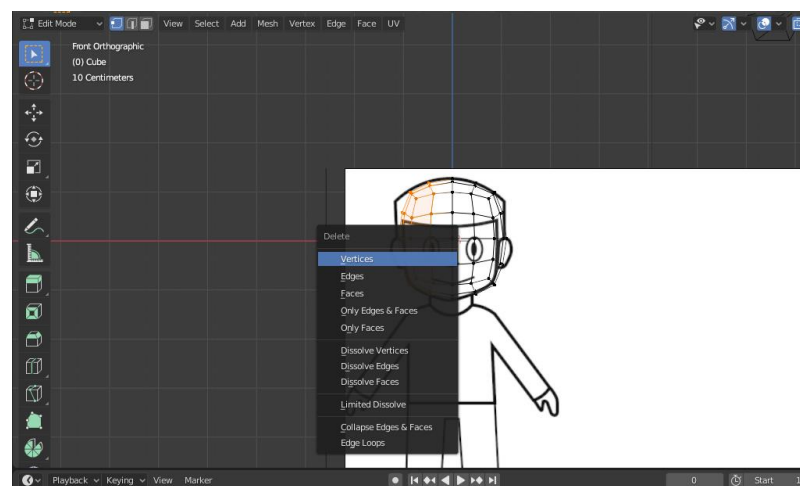 Edit Mode View Select Add Mesh Vertex Edge Face UV
Front Orthographic
(0) Cube
10 Centimeters
Delete
Vertices
Edges
Faces
Only Edges & Faces
Only Faces
Dissolve Vertices
Dissolve Edges
Dissolve Faces
Limited Dissolve
Collapse Edges & Faces
Edge Loops
Playback Keying View Marker 0 Start 1